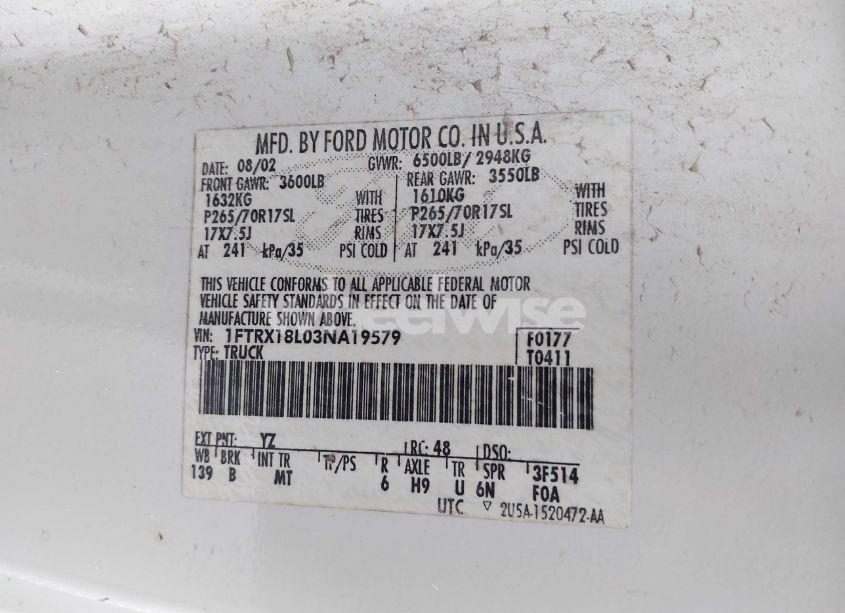 MFD. BY FORD MOTOR CO. IN U.S.A.
DATE: 08/02 GVWR: 6500LB/ 2948KG
FRONT GAWR: 3600LB REAR GAWR: 3550LB
1632KG WITH 1610KG WITH
P265/70R17SL TIRES P265/70R17SL TIRES
17X7.5J RIMS 17X7.5J RIMS
AT 241 kPa/35 PSI COLD AT 241 kPa/35 PSI COLD
THIS VEHICLE CONFORMS TO ALL APPLICABLE FEDERAL MOTOR
VEHICLE SAFETY STANDARDS IN EFFECT ON THE DATE OF
MANUFACTURE SHOWN ABOVE.
VIN: 1FTRX18L03NA19579 F0177
TYPE: TRUCK T0411
EXT PNT: YZ RC: 48 DSO:
WB BRK INT TR TP/PS R AXLE TR SPR 3F514
139 B MT 6 H9 U 6N F0A
UTC ▽ 2U5A-1520472-AA